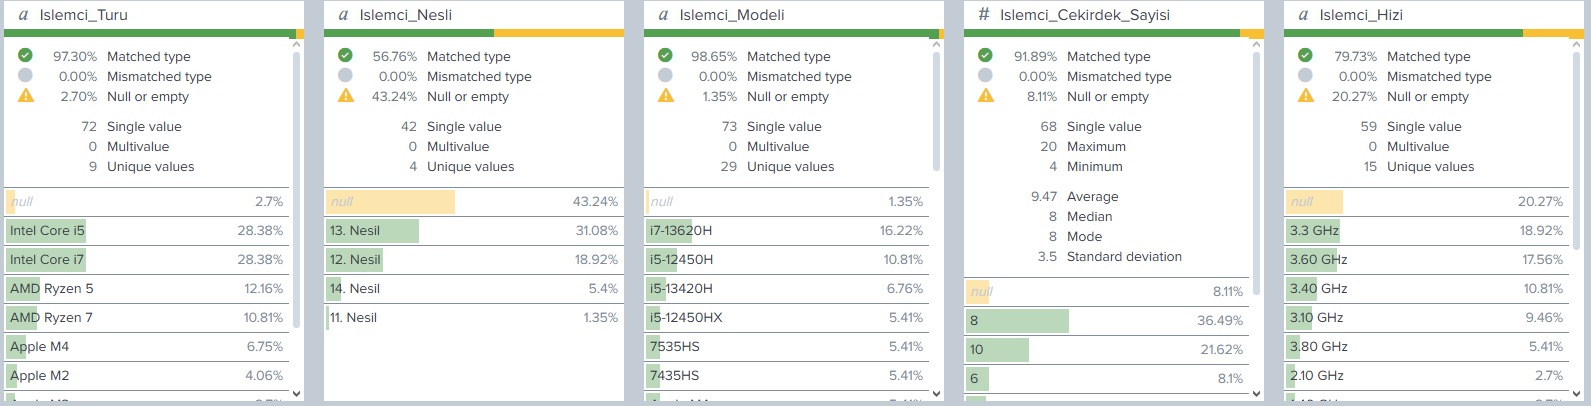 a Islemci_Turu
97.30% Matched type
0.00% Mismatched type
2.70% Null or empty
72 Single value
0 Multivalue
9 Unique values
null 2.7%
Intel Core i5 28.38%
Intel Core i7 28.38%
AMD Ryzen 5 12.16%
AMD Ryzen 7 10.81%
Apple M4 6.75%
Apple M2 4.06%
a Islemci_Nesli
56.76% Matched type
0.00% Mismatched type
43.24% Null or empty
42 Single value
0 Multivalue
4 Unique values
null 43.24%
13. Nesil 31.08%
12. Nesil 18.92%
14. Nesil 5.4%
11. Nesil 1.35%
a Islemci_Modeli
98.65% Matched type
0.00% Mismatched type
1.35% Null or empty
73 Single value
0 Multivalue
29 Unique values
null 1.35%
i7-13620H 16.22%
i5-12450H 10.81%
i5-13420H 6.76%
i5-12450HX 5.41%
7535HS 5.41%
7435HS 5.41%
# Islemci_Cekirdek_Sayisi
91.89% Matched type
0.00% Mismatched type
8.11% Null or empty
68 Single value
20 Maximum
4 Minimum
9.47 Average
8 Median
8 Mode
3.5 Standard deviation
null 8.11%
8 36.49%
10 21.62%
6 8.1%
a Islemci_Hizi
79.73% Matched type
0.00% Mismatched type
20.27% Null or empty
59 Single value
0 Multivalue
15 Unique values
null 20.27%
3.3 GHz 18.92%
3.60 GHz 17.56%
3.40 GHz 10.81%
3.10 GHz 9.46%
3.80 GHz 5.41%
2.10 GHz 2.7%